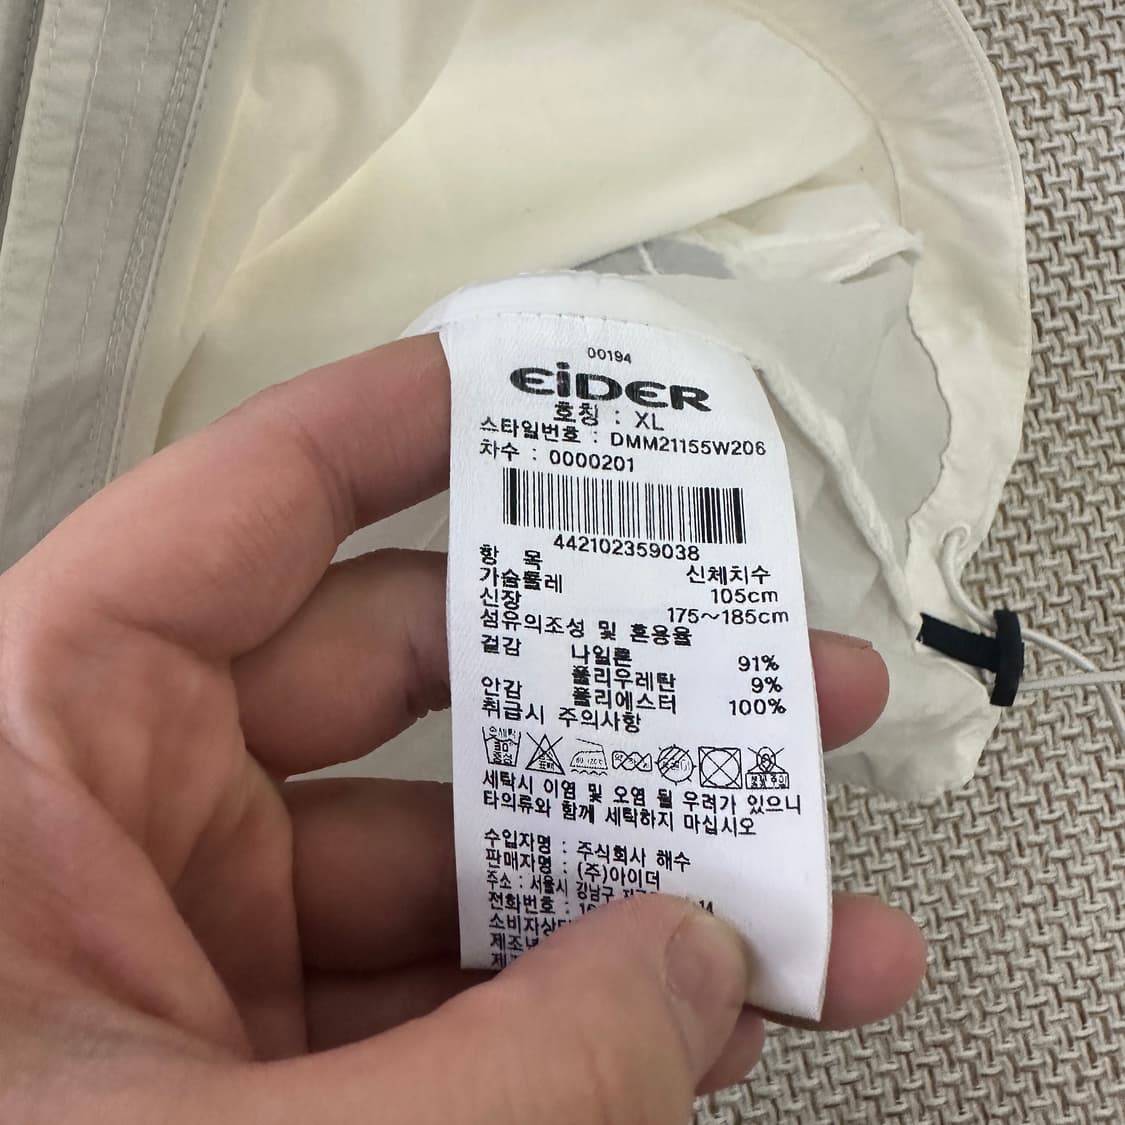 00194
EiDER
호칭 : XL
스타일번호 : DMM21155W206
차수 : 0000201
442102359038
항 목 신체치수
가슴둘레 105cm
신장 175~185cm
섬유의조성 및 혼용율
겉감 나일론 91%
폴리우레탄 9%
안감 폴리에스터 100%
취급시 주의사항
세탁시 이염 및 오염 될 우려가 있으니
타의류와 함께 세탁하지 마십시오
수입자명 : 주식회사 해수
판매자명 : (주)아이더
주소 : 서울시 강남구 14
전화번호 :
소비자상
제조